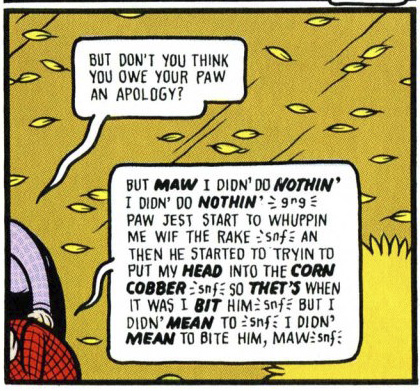 BUT DON'T YOU THINK
YOU OWE YOUR PAW
AN APOLOGY?
BUT MAW I DIDN' DO NOTHIN'
I DIDN' DO NOTHIN' gng
PAW JEST START TO WHUPPIN
ME WIF THE RAKE snf AN
THEN HE STARTED TO TRYIN TO
PUT MY HEAD INTO THE CORN
COBBER snf SO THET'S WHEN
IT WAS I BIT HIM snf BUT I
DIDN' MEAN TO snf I DIDN'
MEAN TO BITE HIM, MAW snf